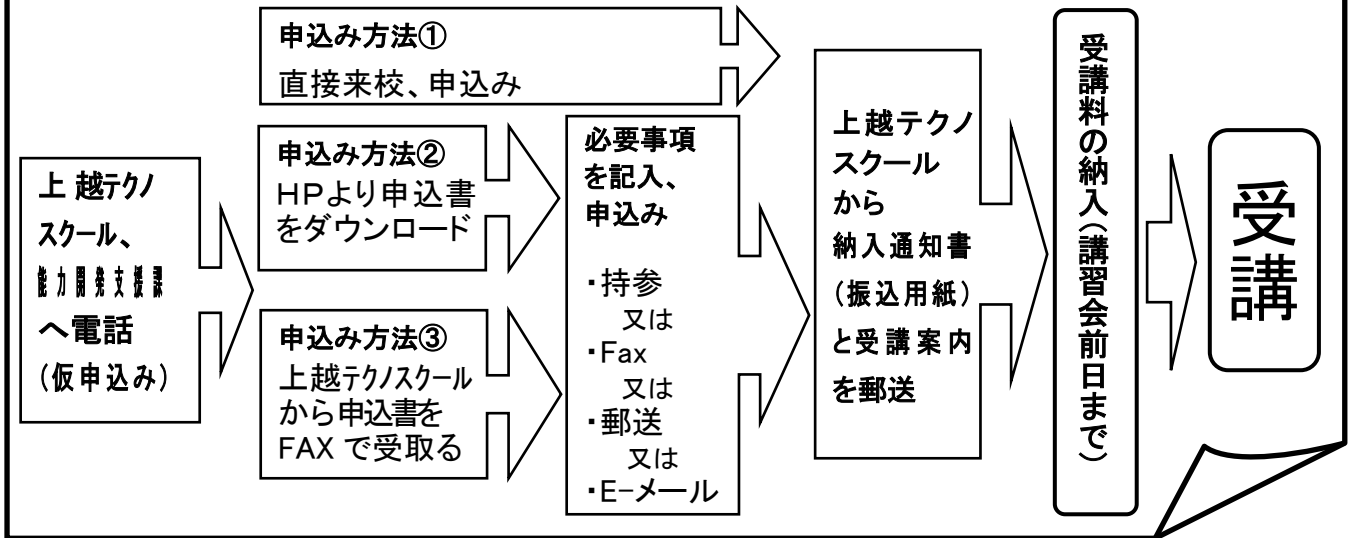 上越テクノ
スクール、
能力開発支援課
へ電話
(仮申込み)
申込み方法①
直接来校、申込み
申込み方法②
HPより申込書
をダウンロード
申込み方法③
上越テクノスクール
から申込書を
FAXで受取る
必要事項
を記入、
申込み
・持参
又は
・Fax
又は
・郵送
又は
・E-メール
上越テクノ
スクール
から
納入通知書
(振込用紙)
と受講案内
を郵送
受講料の納入(講習会前日まで)
受講